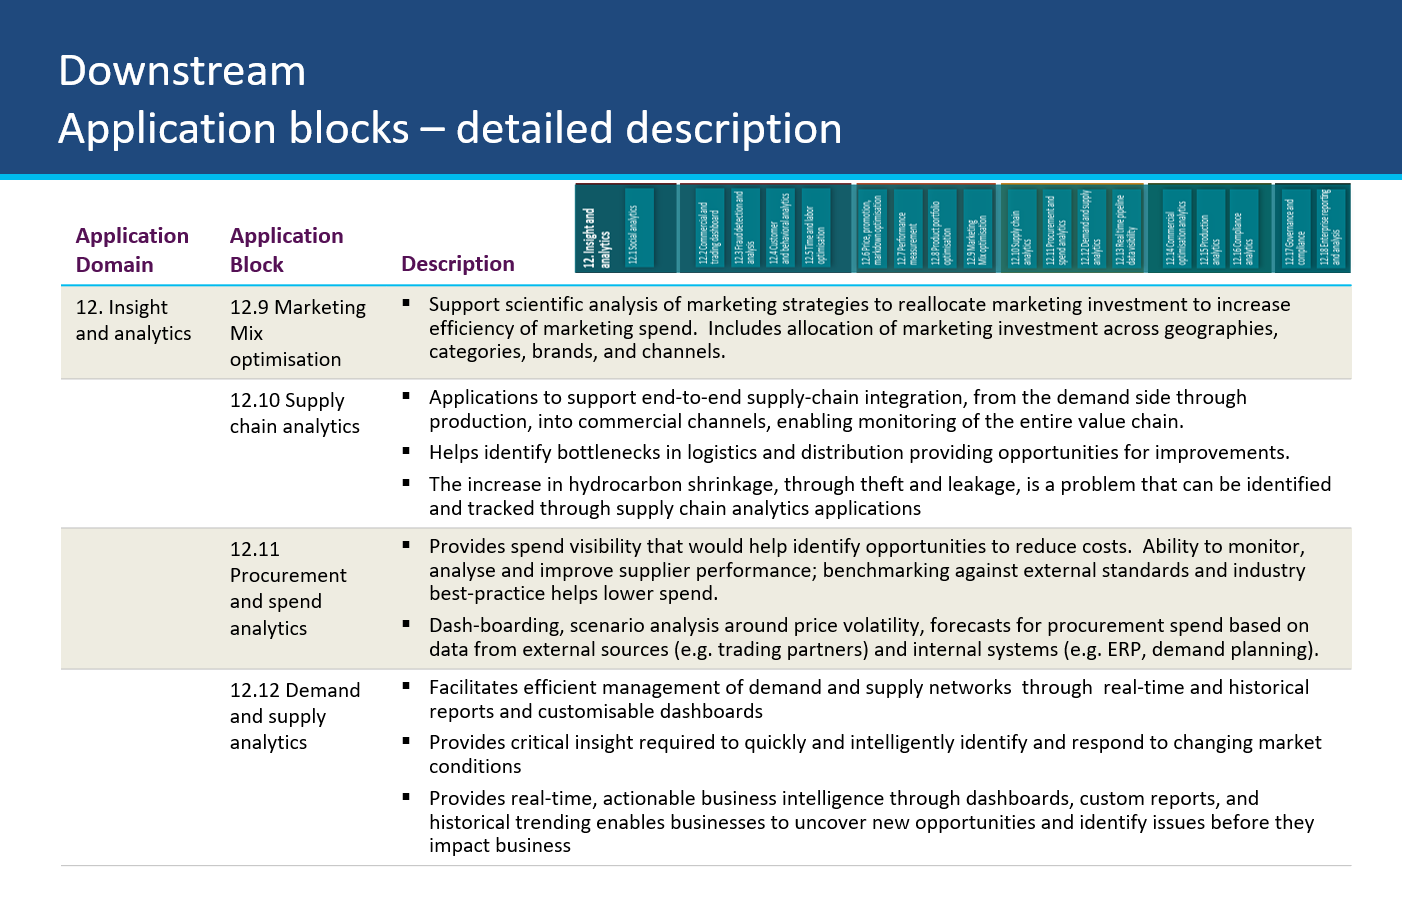 Downstream
Application blocks – detailed description
12. Insight and
analytics
12.1 Social analytics
12.2 Commercial and
trading dashboard
12.3 Fraud detection and
analysis
12.4 Customer
and behavioral analytics
12.5 Time and labor
optimisation
12.6 Price, promotion,
markdown optimisation
12.7 Performance
measurement
12.8 Product portfolio
optimisation
12.9 Marketing
Mix optimisation
12.10 Supply chain
analytics
12.11 Procurement and
spend analytics
12.12 Demand and supply
analytics
12.13 Real time pipeline
data visibility
12.14 Commercial
optimisation analytics
12.15 Production
analytics
12.16 Compliance
analytics
12.17 Governance and
compliance
12.18 Enterprise reporting
and analysis
Application
Domain
Application
Block
Description
12. Insight
and analytics
12.9 Marketing
Mix
optimisation
▪ Support scientific analysis of marketing strategies to reallocate marketing investment to increase
efficiency of marketing spend.  Includes allocation of marketing investment across geographies,
categories, brands, and channels.
12.10 Supply
chain analytics
▪ Applications to support end-to-end supply-chain integration, from the demand side through
production, into commercial channels, enabling monitoring of the entire value chain.
▪ Helps identify bottlenecks in logistics and distribution providing opportunities for improvements.
▪ The increase in hydrocarbon shrinkage, through theft and leakage, is a problem that can be identified
and tracked through supply chain analytics applications
12.11
Procurement
and spend
analytics
▪ Provides spend visibility that would help identify opportunities to reduce costs.  Ability to monitor,
analyse and improve supplier performance; benchmarking against external standards and industry
best-practice helps lower spend.
▪ Dash-boarding, scenario analysis around price volatility, forecasts for procurement spend based on
data from external sources (e.g. trading partners) and internal systems (e.g. ERP, demand planning).
12.12 Demand
and supply
analytics
▪ Facilitates efficient management of demand and supply networks  through  real-time and historical
reports and customisable dashboards
▪ Provides critical insight required to quickly and intelligently identify and respond to changing market
conditions
▪ Provides real-time, actionable business intelligence through dashboards, custom reports, and
historical trending enables businesses to uncover new opportunities and identify issues before they
impact business